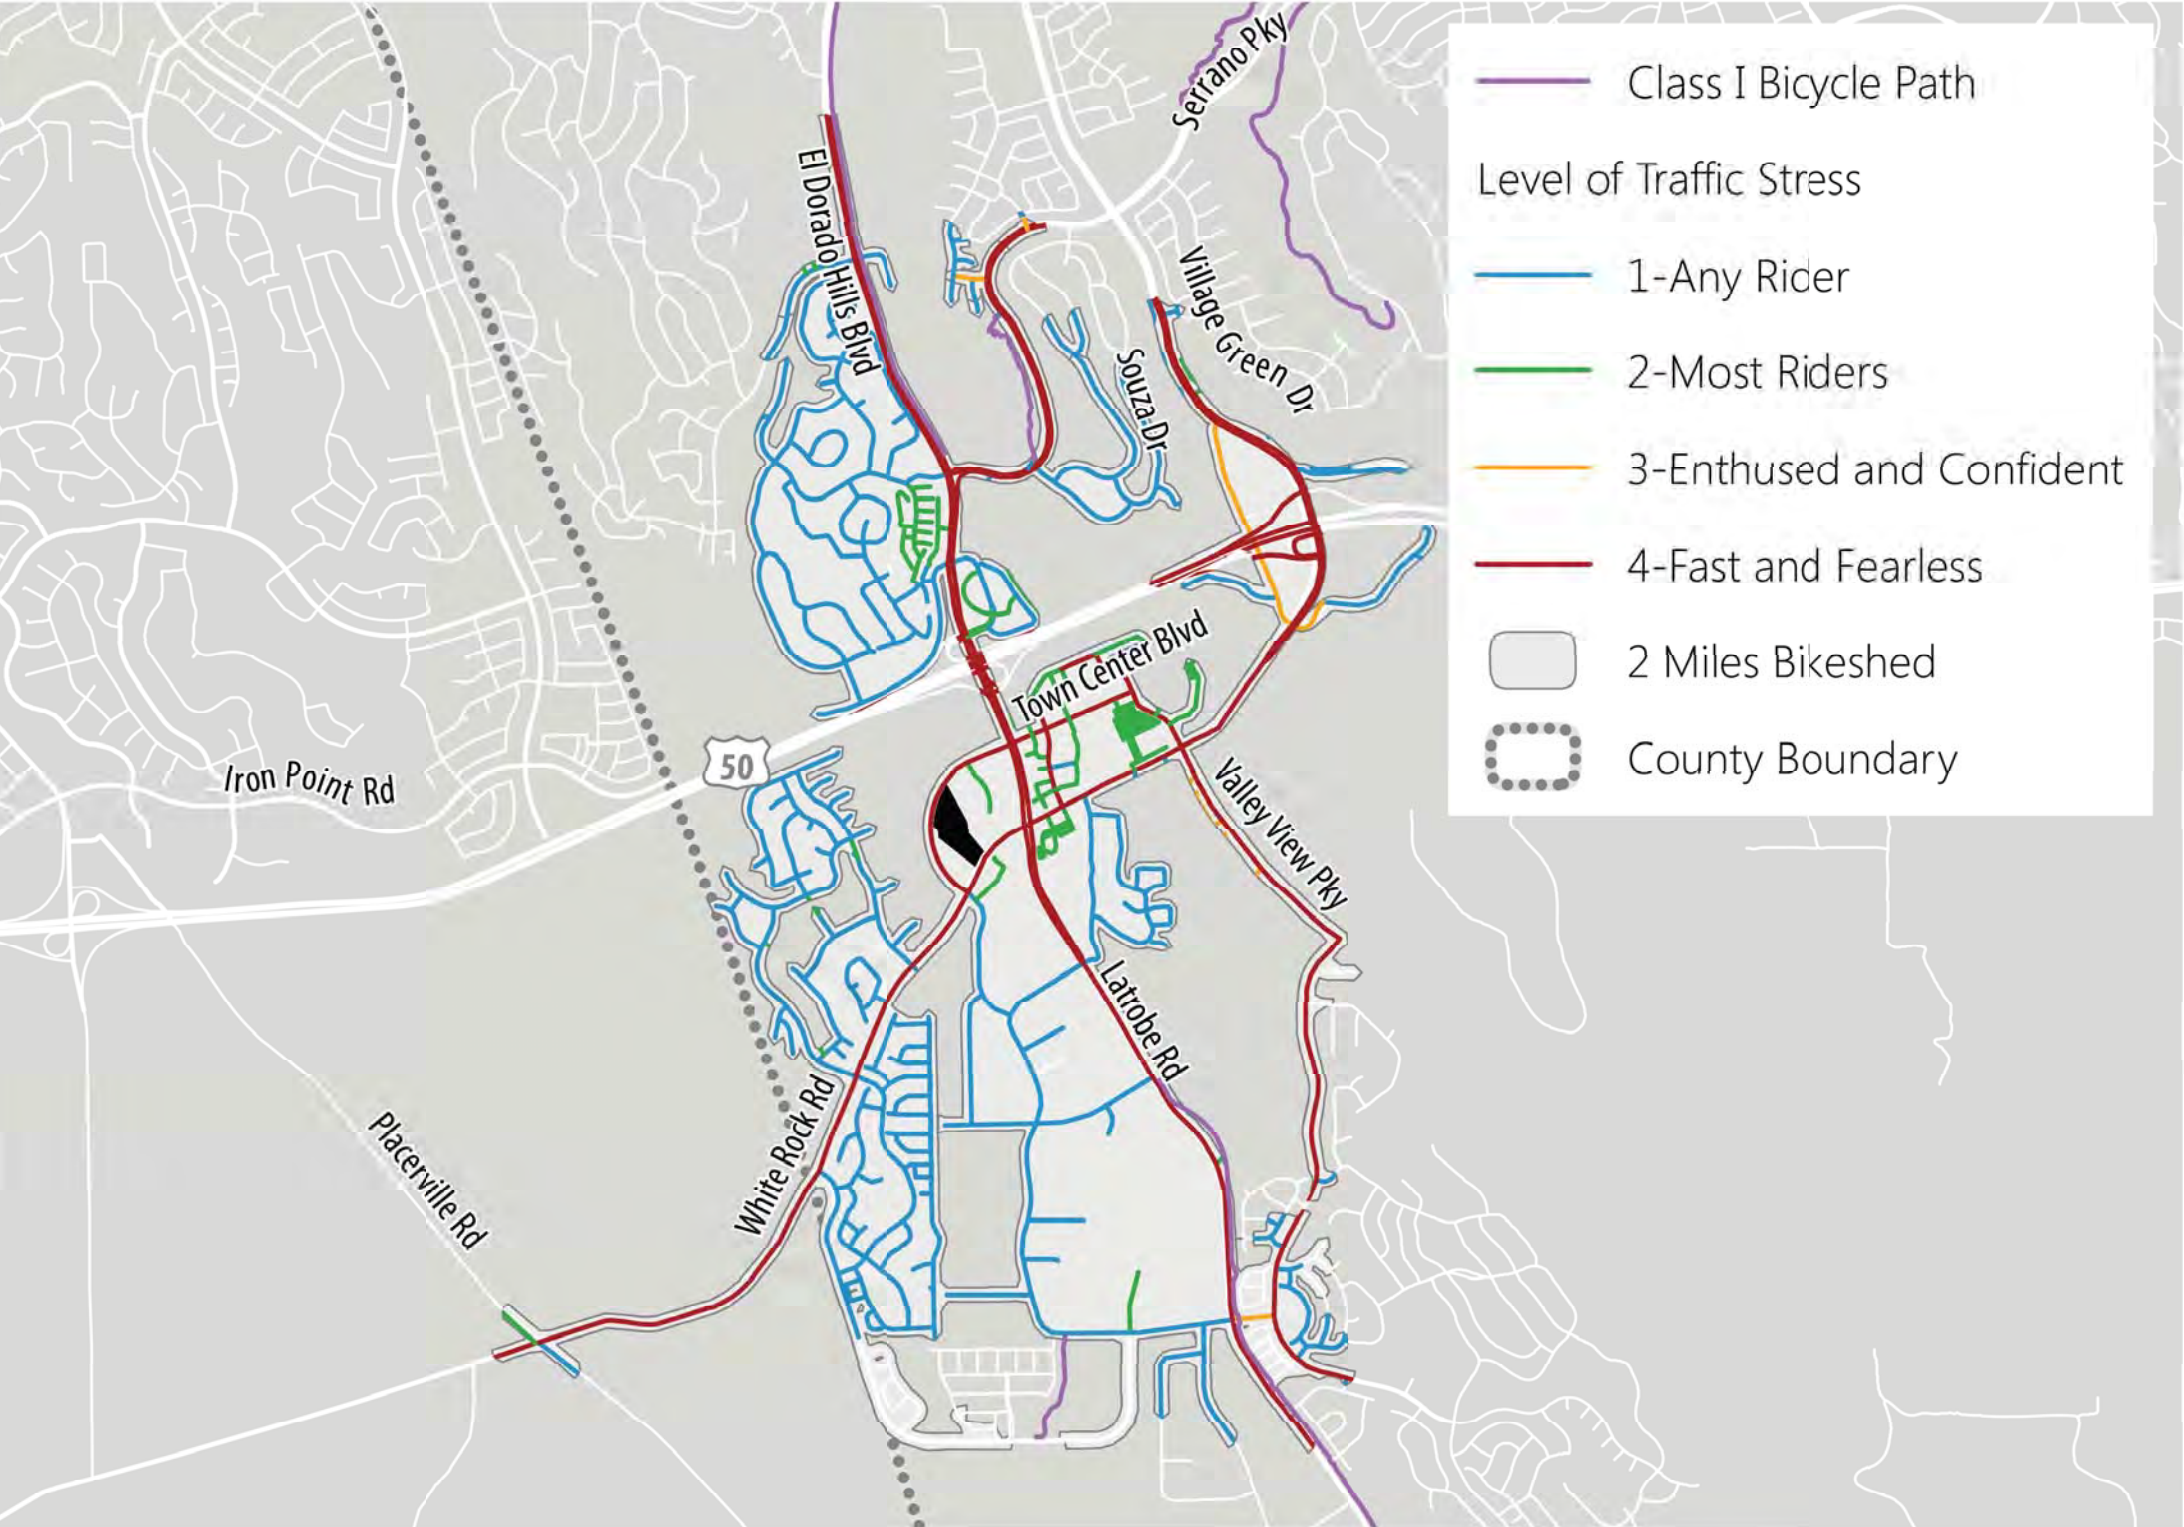 Serrano Pky
El Dorado Hills Blvd
Village Green Dr
Souza Dr
Town Center Blvd
50
Iron Point Rd
Valley View Pky
Latrobe Rd
White Rock Rd
Placerville Rd
Class I Bicycle Path
Level of Traffic Stress
1-Any Rider
2-Most Riders
3-Enthused and Confident
4-Fast and Fearless
2 Miles Bikeshed
County Boundary